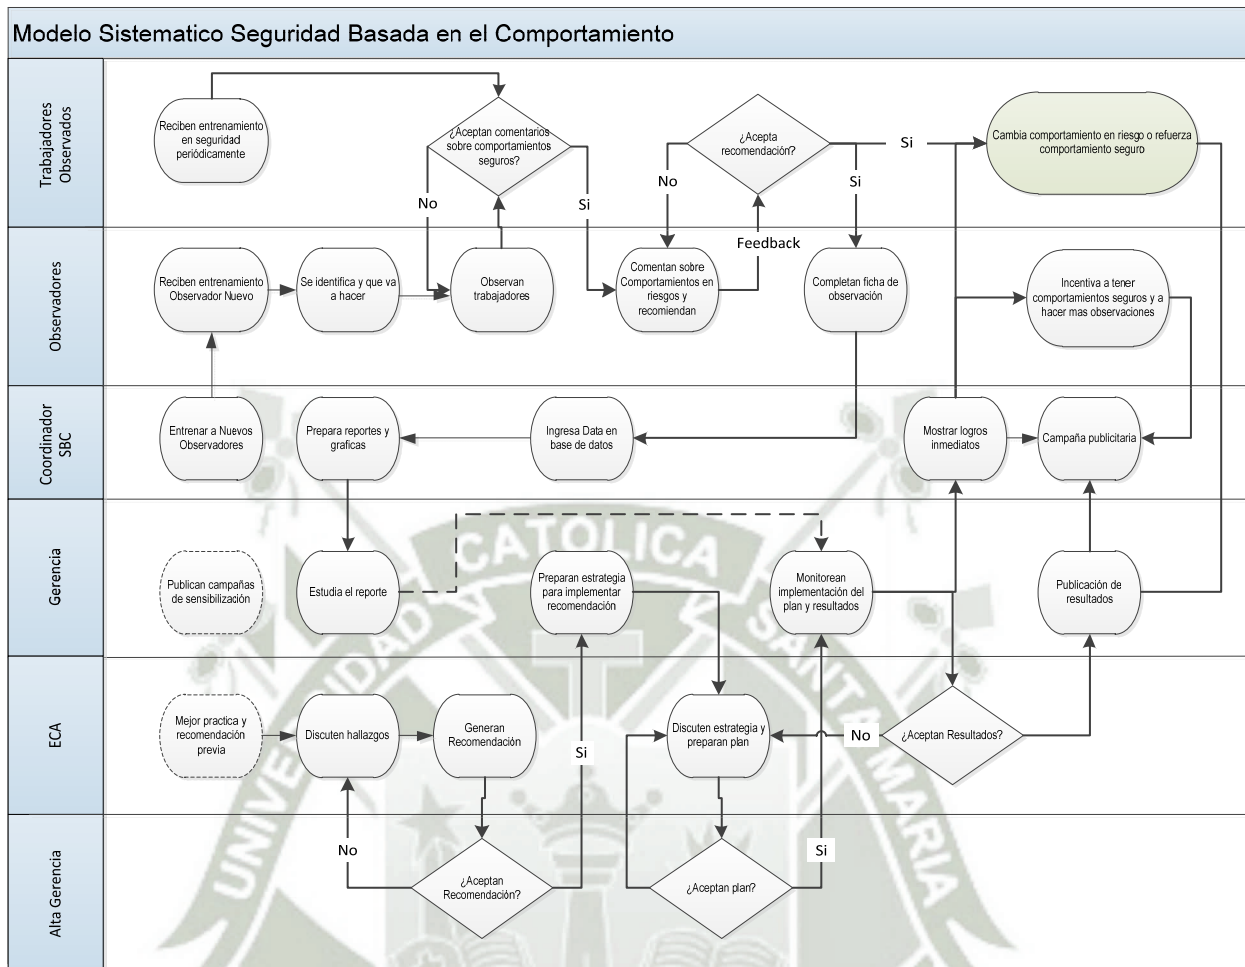 Modelo Sistematico Seguridad Basada en el Comportamiento
Trabajadores
Observados
Reciben entrenamiento
en seguridad
periódicamente
¿Aceptan comentarios
sobre comportamientos
seguros?
No
Si
¿Acepta
recomendación?
No
Si
Si
Cambia comportamiento en riesgo o refuerza
comportamiento seguro
Observadores
Reciben entrenamiento
Observador Nuevo
Se identifica y que va
a hacer
Observan
trabajadores
Comentan sobre
Comportamientos en
riesgos y
recomiendan
Feedback
Completan ficha de
observación
Incentiva a tener
comportamientos seguros y a
hacer mas observaciones
Coordinador
SBC
Entrenar a Nuevos
Observadores
Prepara reportes y
graficas
Ingresa Data en
base de datos
Mostrar logros
inmediatos
Campaña publicitaria
Gerencia
Publican campañas
de sensibilización
Estudia el reporte
Preparan estrategia
para implementar
recomendación
Monitorean
implementación del
plan y resultados
Publicación de
resultados
ECA
Mejor practica y
recomendación
previa
Discuten hallazgos
Generan
Recomendación
Si
Discuten estrategia y
preparan plan
No
¿Aceptan Resultados?
Alta Gerencia
No
¿Aceptan
Recomendación?
¿Aceptan plan?
Si
UNIVERSIDAD CATOLICA SANTA MARIA